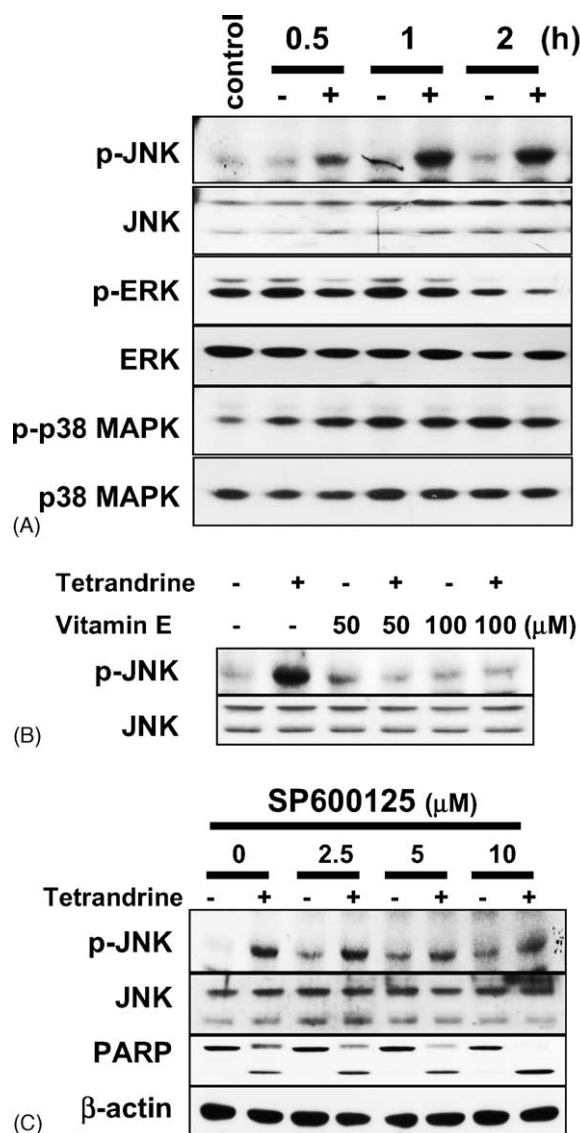 control
0.5 1 2 (h)
- + - + - +
p-JNK
JNK
p-ERK
ERK
p-p38 MAPK
p38 MAPK
(A)
Tetrandrine - + - + - +
Vitamin E - - 50 50 100 100 (μM)
p-JNK
JNK
(B)
SP600125 (μM)
0 2.5 5 10
Tetrandrine - + - + - + - +
p-JNK
JNK
PARP
β-actin
(C)